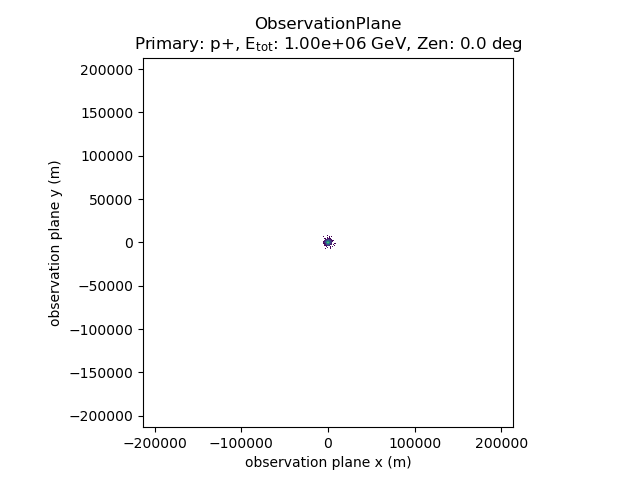 ObservationPlane
Primary: p+, E_tot: 1.00e+06 GeV, Zen: 0.0 deg
200000
150000
100000
50000
0
−50000
−100000
−150000
−200000
observation plane y (m)
−200000 −100000 0 100000 200000
observation plane x (m)